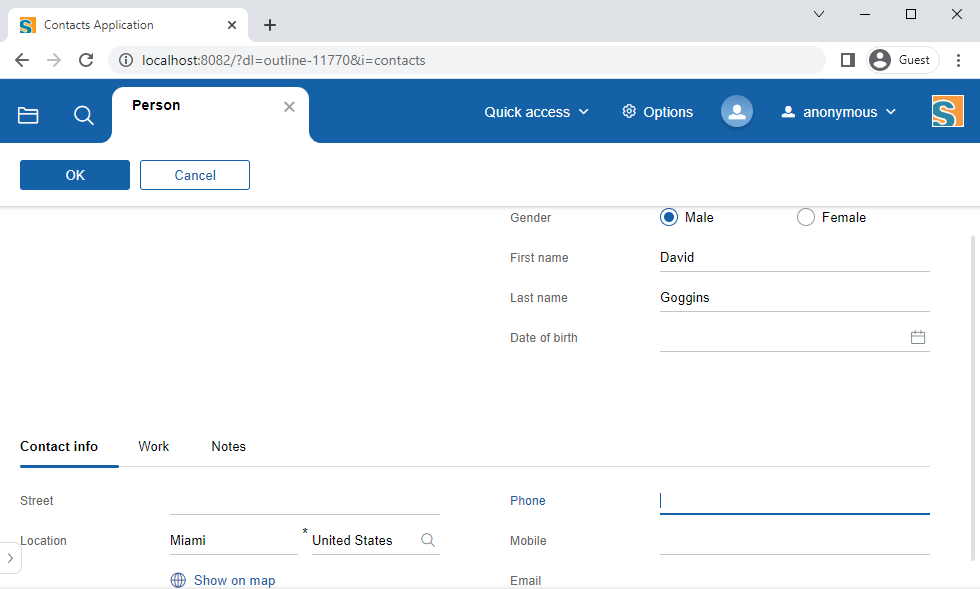 Contacts Application
localhost:8082/?dl=outline-11770&i=contacts
Guest
Person
Quick access
Options
anonymous
OK
Cancel
Gender
Male
Female
First name
David
Last name
Goggins
Date of birth
Contact info
Work
Notes
Street
Phone
Location
Miami
* United States
Mobile
Show on map
Email